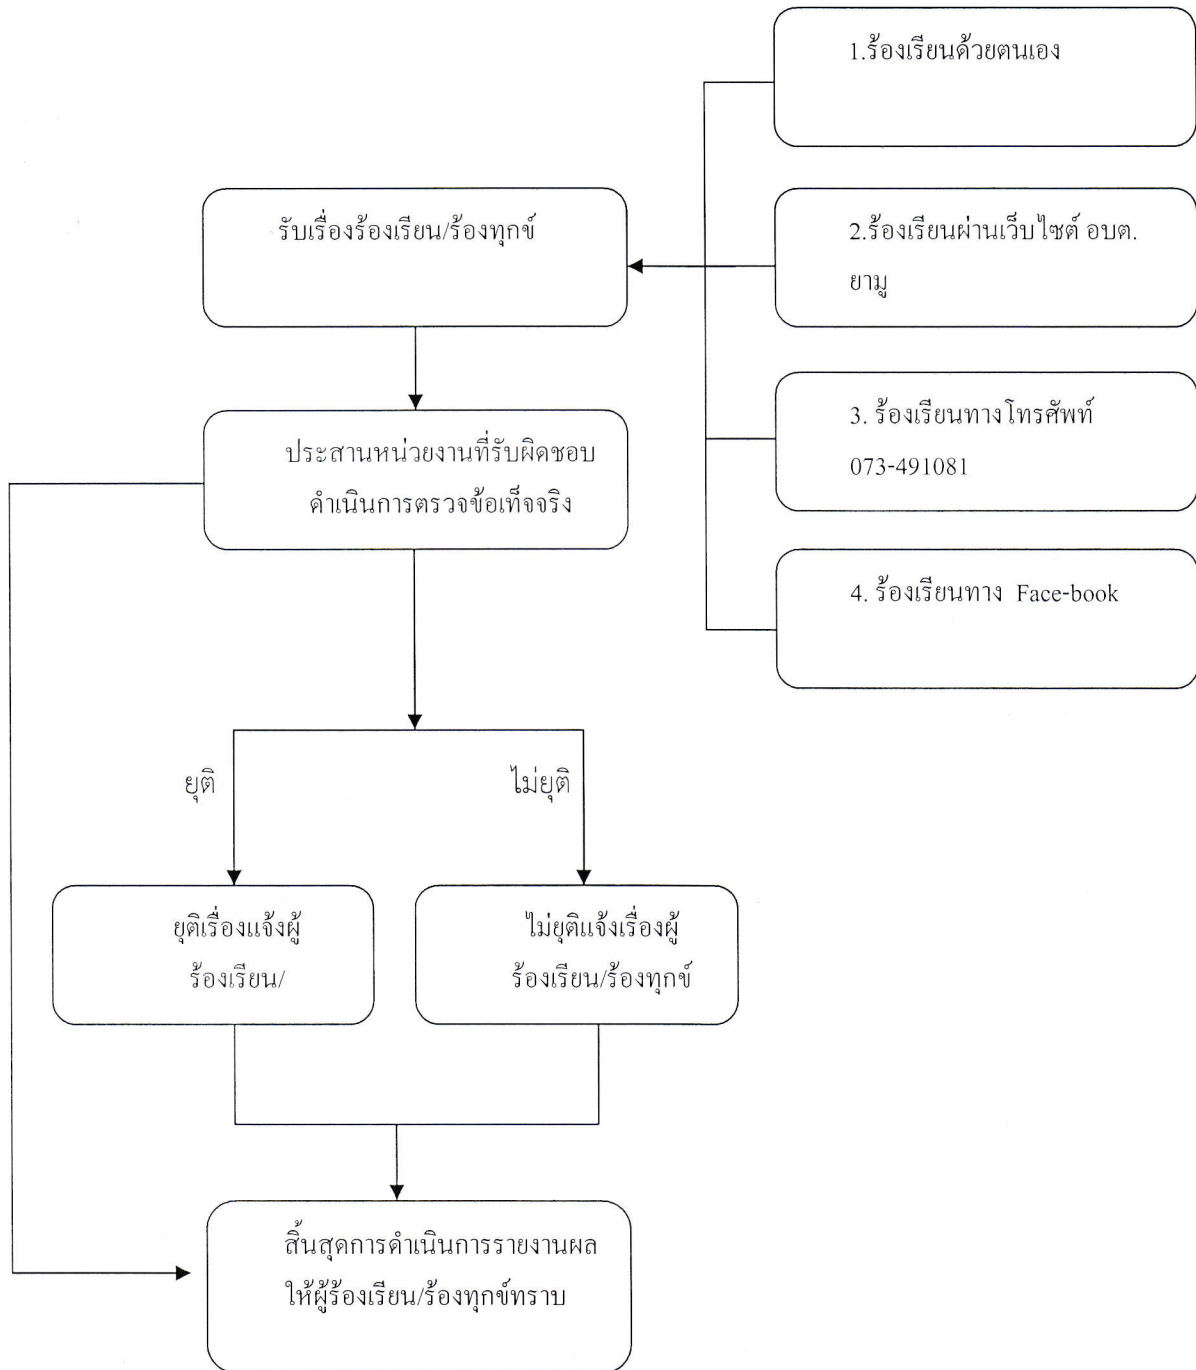 1.ร้องเรียนด้วยตนเอง
รับเรื่องร้องเรียน/ร้องทุกข์
2.ร้องเรียนผ่านเว็บไซต์ อบต.
ยามู
3. ร้องเรียนทางโทรศัพท์
073-491081
ประสานหน่วยงานที่รับผิดชอบ
ดำเนินการตรวจข้อเท็จจริง
4. ร้องเรียนทาง Face-book
ยุติ
ไม่ยุติ
ยุติเรื่องแจ้งผู้
ร้องเรียน/
ไม่ยุติแจ้งเรื่องผู้
ร้องเรียน/ร้องทุกข์
สิ้นสุดการดำเนินการรายงานผล
ให้ผู้ร้องเรียน/ร้องทุกข์ทราบ